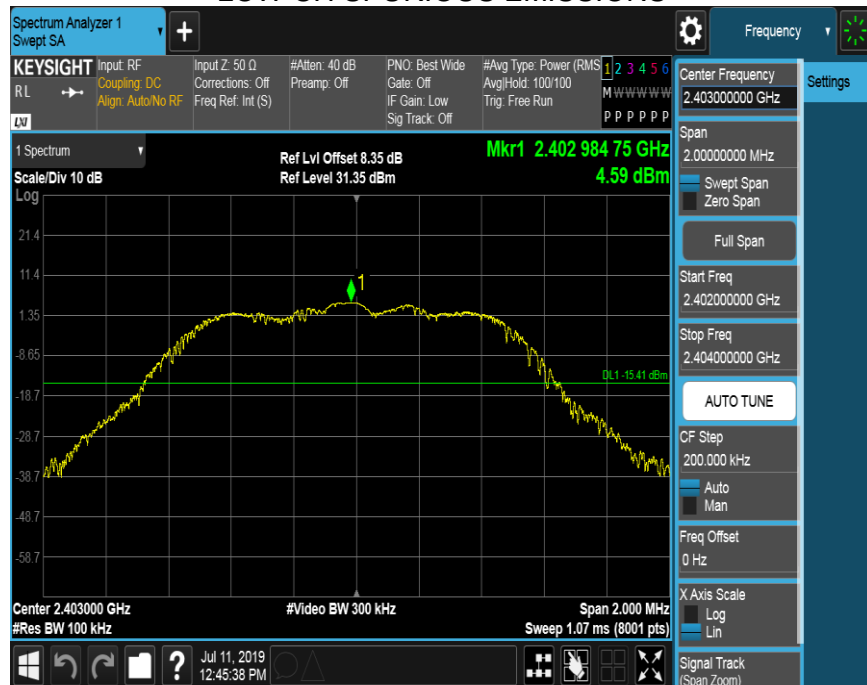 Spectrum Analyzer 1
Swept SA
Frequency
KEYSIGHT
RL
LXI
Input: RF
Coupling: DC
Align: Auto/No RF
Input Z: 50 Ω
Corrections: Off
Freq Ref: Int (S)
#Atten: 40 dB
Preamp: Off
PNO: Best Wide
Gate: Off
IF Gain: Low
Sig Track: Off
#Avg Type: Power (RMS
Avg|Hold: 100/100
Trig: Free Run
1 2 3 4 5 6
M W W W W W
P P P P P P
1 Spectrum
Scale/Div 10 dB
Log
Ref Lvl Offset 8.35 dB
Ref Level 31.35 dBm
Mkr1 2.402 984 75 GHz
4.59 dBm
21.4
11.4
1.35
-8.65
-18.7
-28.7
-38.7
-48.7
-58.7
1
DL1 -15.41 dBm
Center 2.403000 GHz
#Video BW 300 kHz
Span 2.000 MHz
#Res BW 100 kHz
Sweep 1.07 ms (8001 pts)
?
Jul 11, 2019
12:45:38 PM
Center Frequency
2.403000000 GHz
Settings
Span
2.00000000 MHz
Swept Span
Zero Span
Full Span
Start Freq
2.402000000 GHz
Stop Freq
2.404000000 GHz
AUTO TUNE
CF Step
200.000 kHz
Auto
Man
Freq Offset
0 Hz
X Axis Scale
Log
Lin
Signal Track
(Span Zoom)